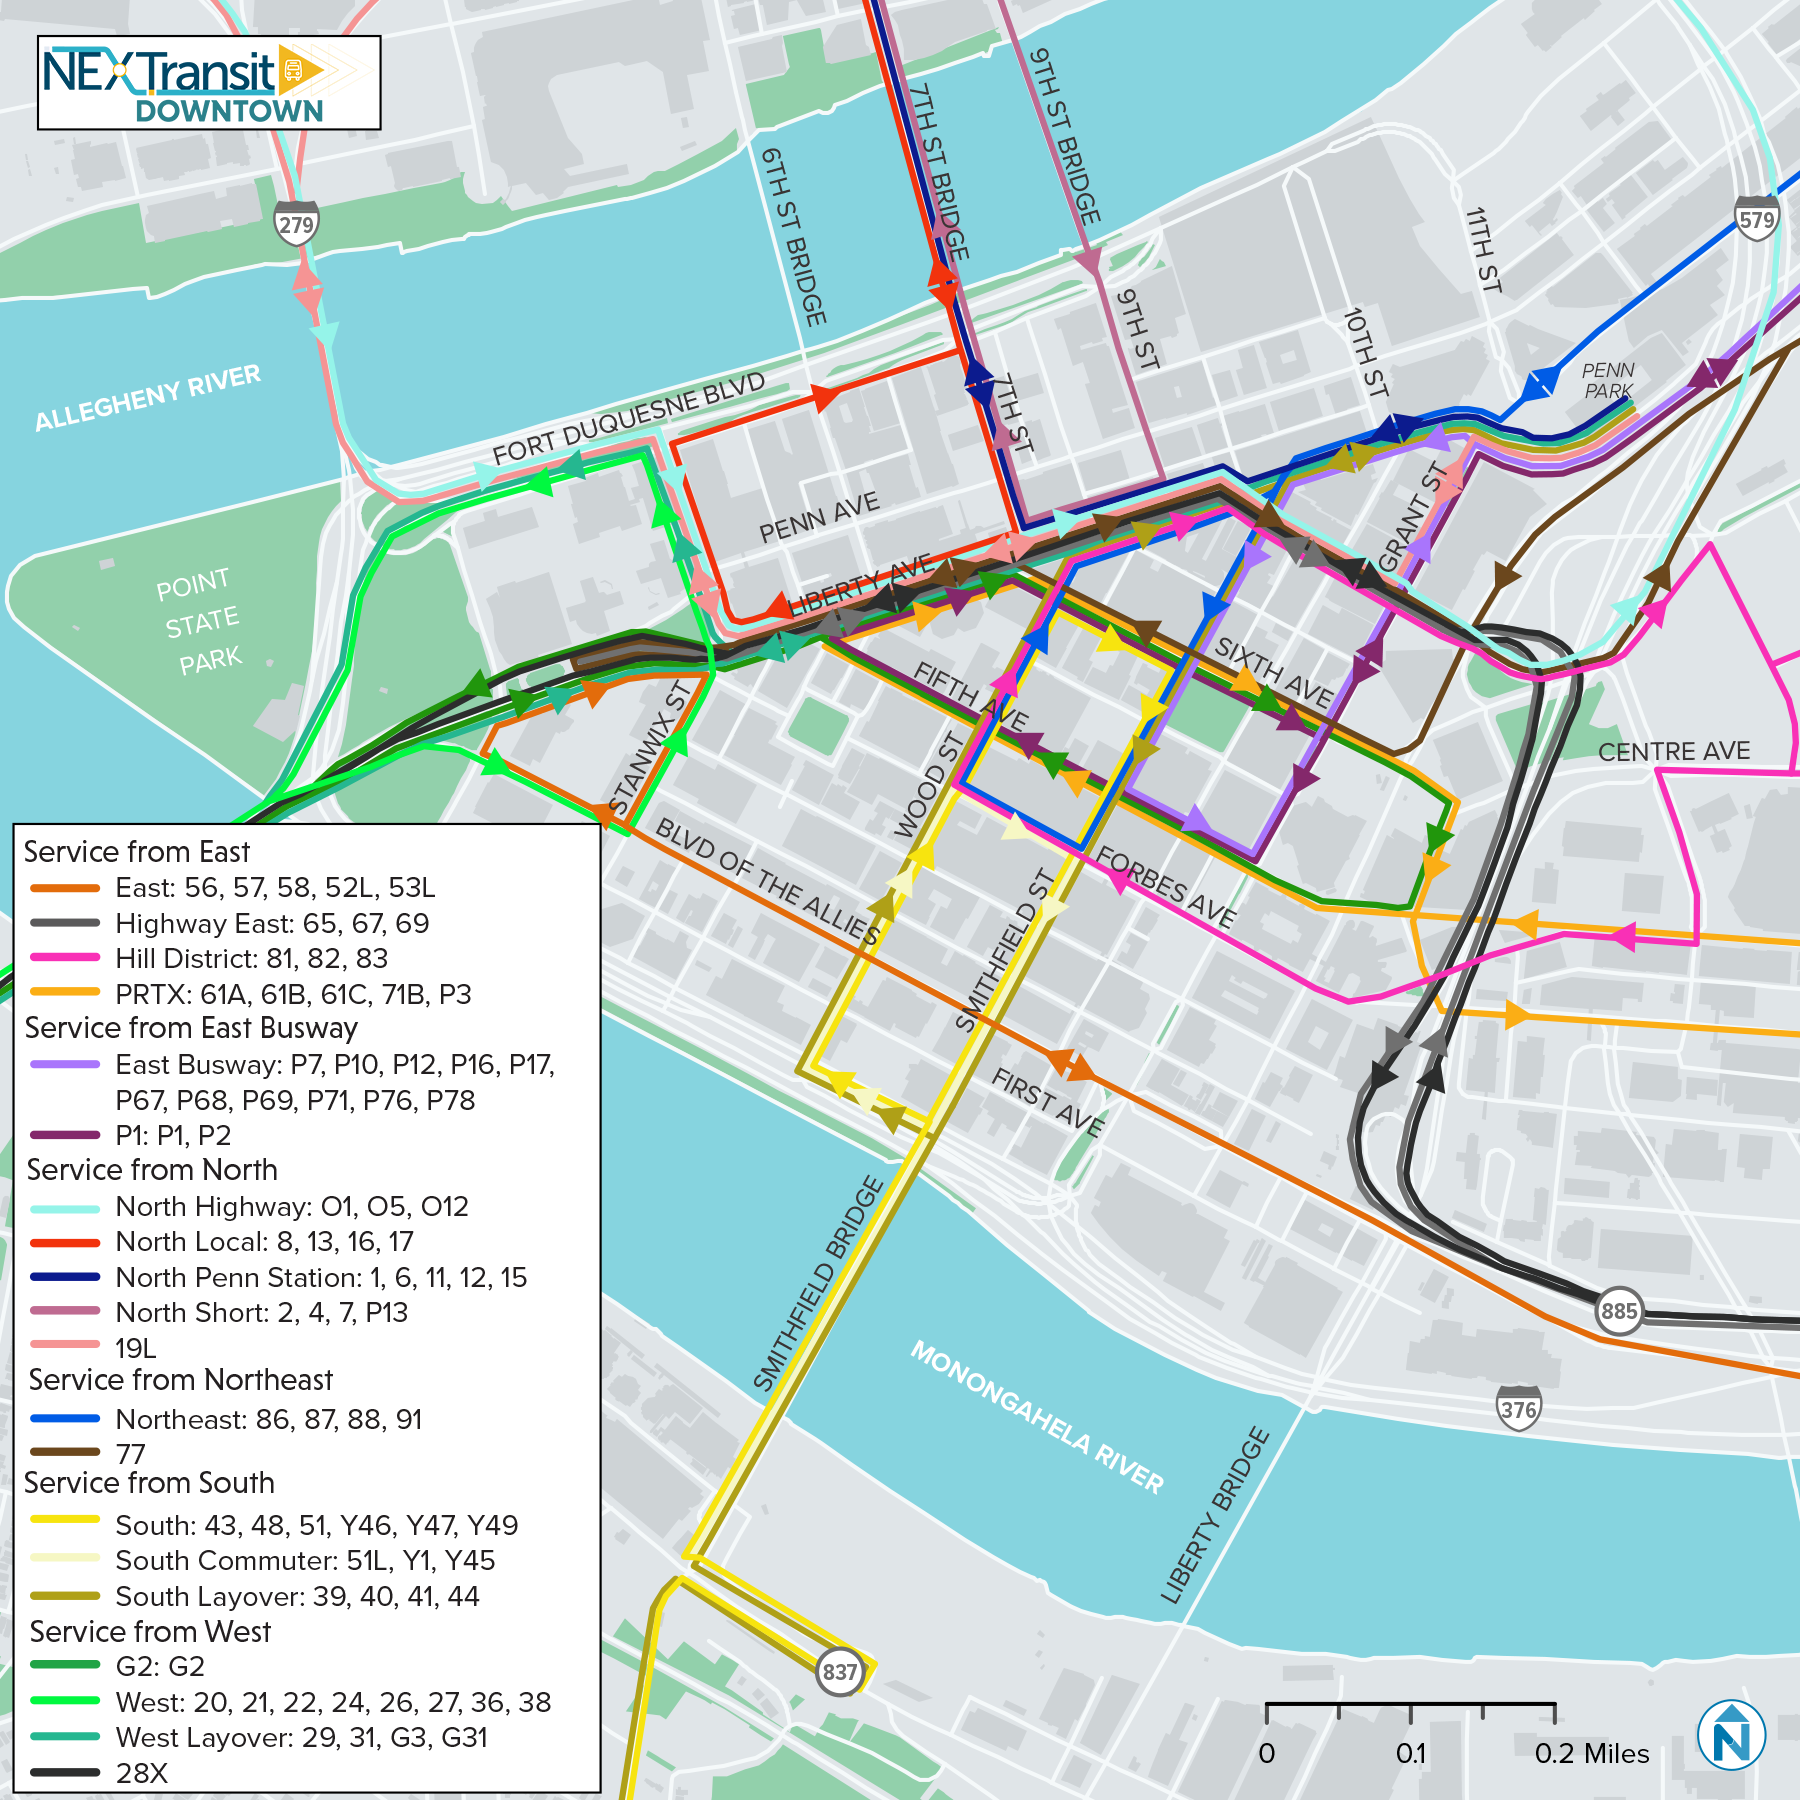 NEXTransit
DOWNTOWN
279
579
ALLEGHENY RIVER
6TH ST BRIDGE
7TH ST BRIDGE
9TH ST BRIDGE
9TH ST
7TH ST
10TH ST
11TH ST
PENN
PARK
FORT DUQUESNE BLVD
PENN AVE
LIBERTY AVE
GRANT ST
POINT
STATE
PARK
SIXTH AVE
FIFTH AVE
STANWIX ST
WOOD ST
CENTRE AVE
BLVD OF THE ALLIES
FORBES AVE
SMITHFIELD ST
FIRST AVE
SMITHFIELD BRIDGE
MONONGAHELA RIVER
LIBERTY BRIDGE
885
376
837
Service from East
East: 56, 57, 58, 52L, 53L
Highway East: 65, 67, 69
Hill District: 81, 82, 83
PRTX: 61A, 61B, 61C, 71B, P3
Service from East Busway
East Busway: P7, P10, P12, P16, P17,
P67, P68, P69, P71, P76, P78
P1: P1, P2
Service from North
North Highway: O1, O5, O12
North Local: 8, 13, 16, 17
North Penn Station: 1, 6, 11, 12, 15
North Short: 2, 4, 7, P13
19L
Service from Northeast
Northeast: 86, 87, 88, 91
77
Service from South
South: 43, 48, 51, Y46, Y47, Y49
South Commuter: 51L, Y1, Y45
South Layover: 39, 40, 41, 44
Service from West
G2: G2
West: 20, 21, 22, 24, 26, 27, 36, 38
West Layover: 29, 31, G3, G31
28X
0 0.1 0.2 Miles
N